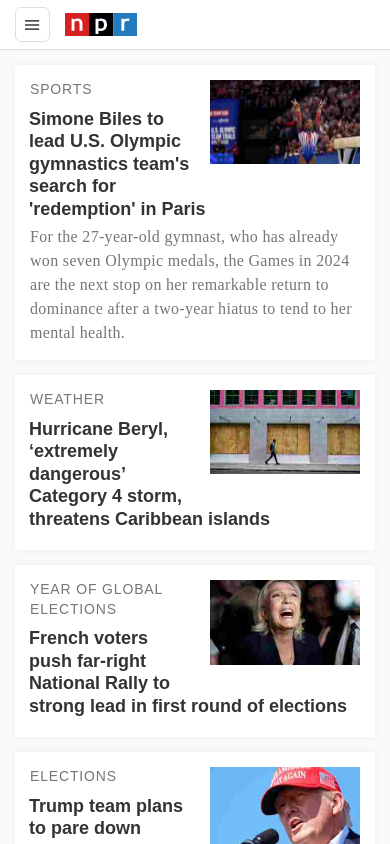 npr
SPORTS
Simone Biles to
lead U.S. Olympic
gymnastics team's
search for
'redemption' in Paris
For the 27-year-old gymnast, who has already
won seven Olympic medals, the Games in 2024
are the next stop on her remarkable return to
dominance after a two-year hiatus to tend to her
mental health.
WEATHER
Hurricane Beryl,
‘extremely
dangerous’
Category 4 storm,
threatens Caribbean islands
YEAR OF GLOBAL
ELECTIONS
French voters
push far-right
National Rally to
strong lead in first round of elections
ELECTIONS
Trump team plans
to pare down